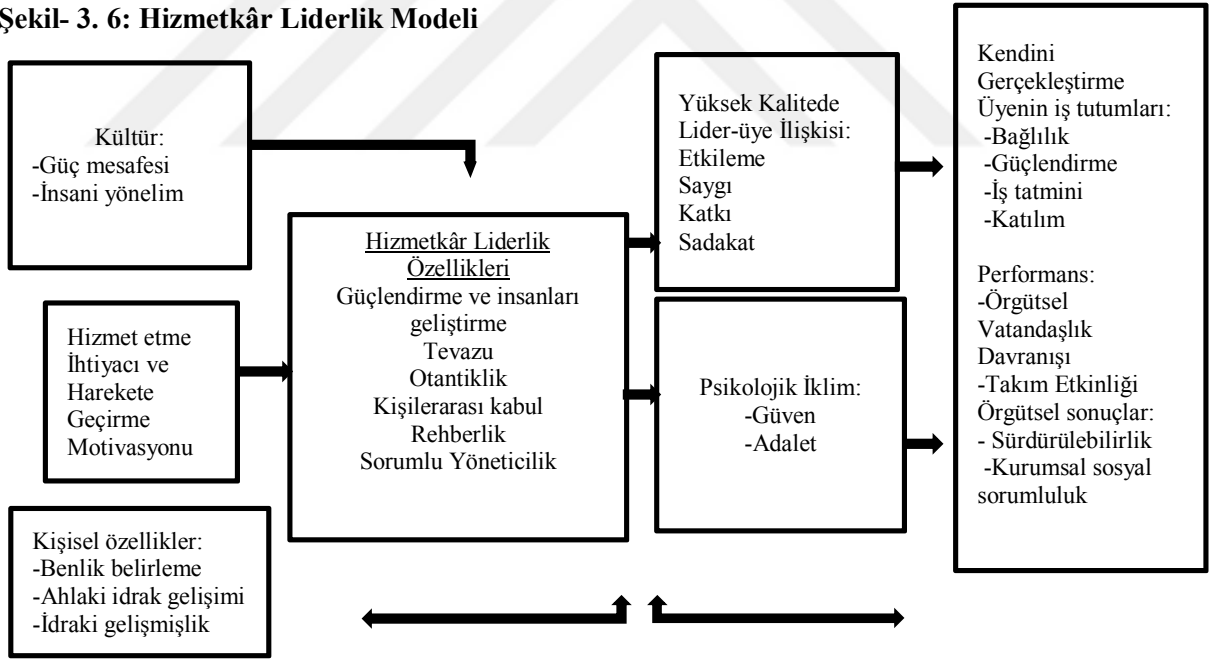 Şekil- 3. 6: Hizmetkâr Liderlik Modeli
Kültür:
-Güç mesafesi
-İnsani yönelim
Hizmet etme
İhtiyacı ve
Harekete
Geçirme
Motivasyonu
Kişisel özellikler:
-Benlik belirleme
-Ahlaki idrak gelişimi
-İdraki gelişmişlik
Hizmetkâr Liderlik
Özellikleri
Güçlendirme ve insanları
geliştirme
Tevazu
Otantiklik
Kişilerarası kabul
Rehberlik
Sorumlu Yöneticilik
Yüksek Kalitede
Lider-üye İlişkisi:
Etkileme
Saygı
Katkı
Sadakat
Psikolojik İklim:
-Güven
-Adalet
Kendini
Gerçekleştirme
Üyenin iş tutumları:
-Bağlılık
-Güçlendirme
-İş tatmini
-Katılım
Performans:
-Örgütsel
Vatandaşlık
Davranışı
-Takım Etkinliği
Örgütsel sonuçlar:
- Sürdürülebilirlik
-Kurumsal sosyal
sorumluluk